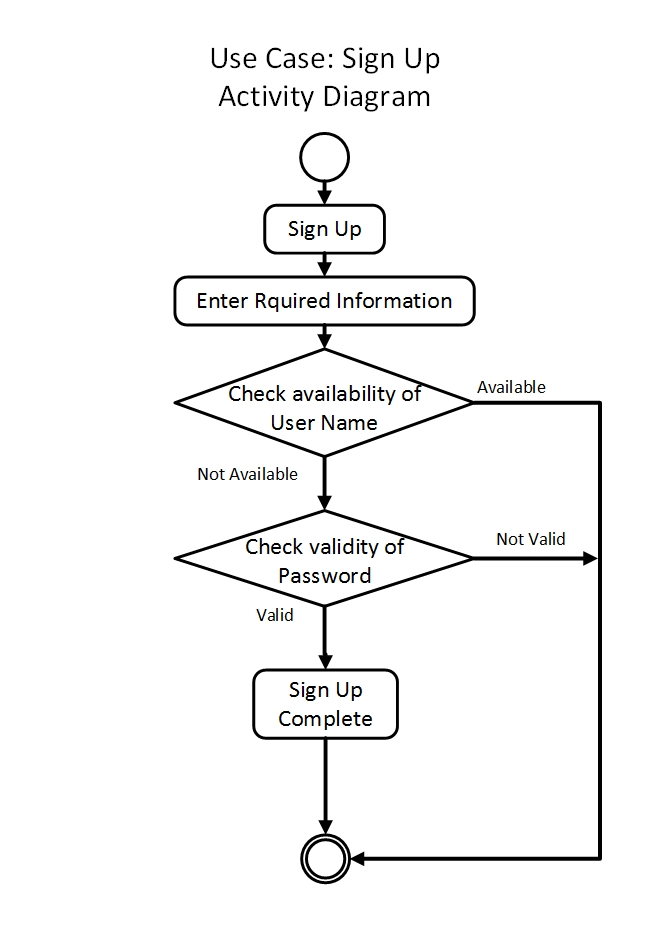 Use Case: Sign Up
Activity Diagram
Sign Up
Enter Rquired Information
Check availability of
User Name
Available
Not Available
Check validity of
Password
Not Valid
Valid
Sign Up
Complete